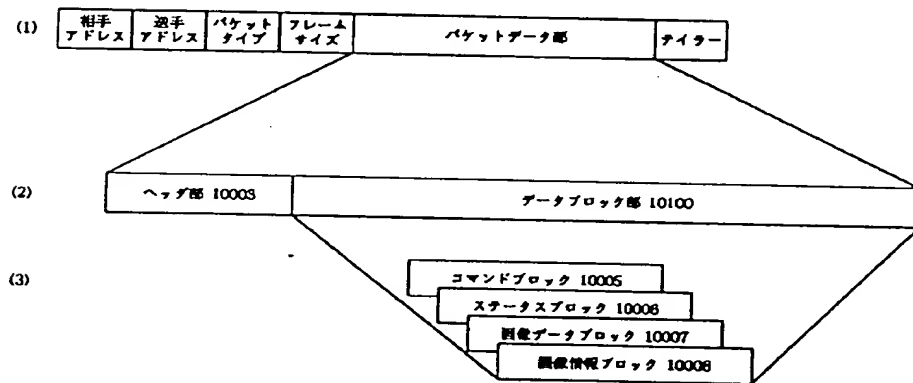 (1)
相手
アドレス
送手
アドレス
パケット
タイプ
フレーム
サイズ
パケットデータ部
テイラー
(2)
ヘッダ部 10003
データブロック部 10100
(3)
コマンドブロック 10005
ステータスブロック 10006
画像データブロック 10007
画像情報ブロック 10008